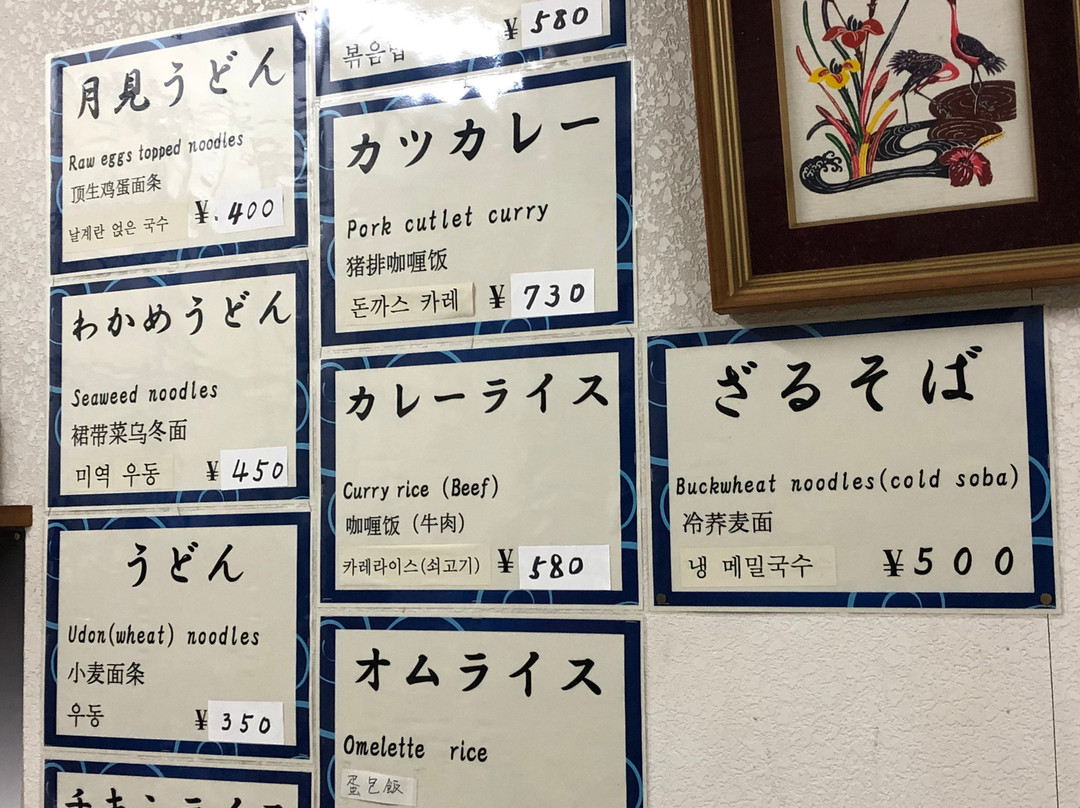 月見うどん
Raw eggs topped noodles
顶生鸡蛋面条
날계란 얹은 국수
¥.400
わかめうどん
Seaweed noodles
裙带菜乌冬面
미역 우동
¥450
うどん
Udon(wheat) noodles
小麦面条
우동
¥350
チキンライス
¥580
볶음밥
カツカレー
Pork cutlet curry
猪排咖喱饭
돈까스 카레
¥730
カレーライス
Curry rice (Beef)
咖喱饭 (牛肉)
카레라이스(쇠고기)
¥580
オムライス
Omelette rice
蛋包飯
ざるそば
Buckwheat noodles(cold soba)
冷荞麦面
냉 메밀국수
¥500